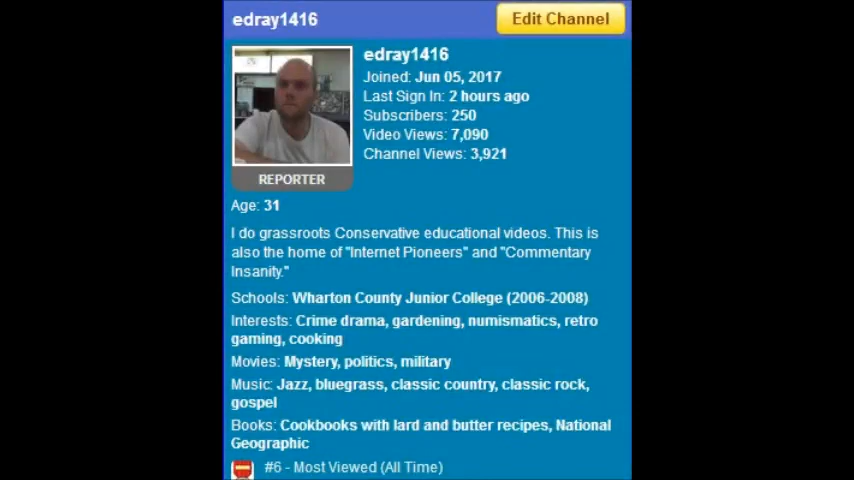 edray1416
Edit Channel
edray1416
Joined: Jun 05, 2017
Last Sign In: 2 hours ago
Subscribers: 250
Video Views: 7,090
Channel Views: 3,921
REPORTER
Age: 31
I do grassroots Conservative educational videos. This is
also the home of "Internet Pioneers" and "Commentary
Insanity."
Schools: Wharton County Junior College (2006-2008)
Interests: Crime drama, gardening, numismatics, retro
gaming, cooking
Movies: Mystery, politics, military
Music: Jazz, bluegrass, classic country, classic rock,
gospel
Books: Cookbooks with lard and butter recipes, National
Geographic
#6 - Most Viewed (All Time)